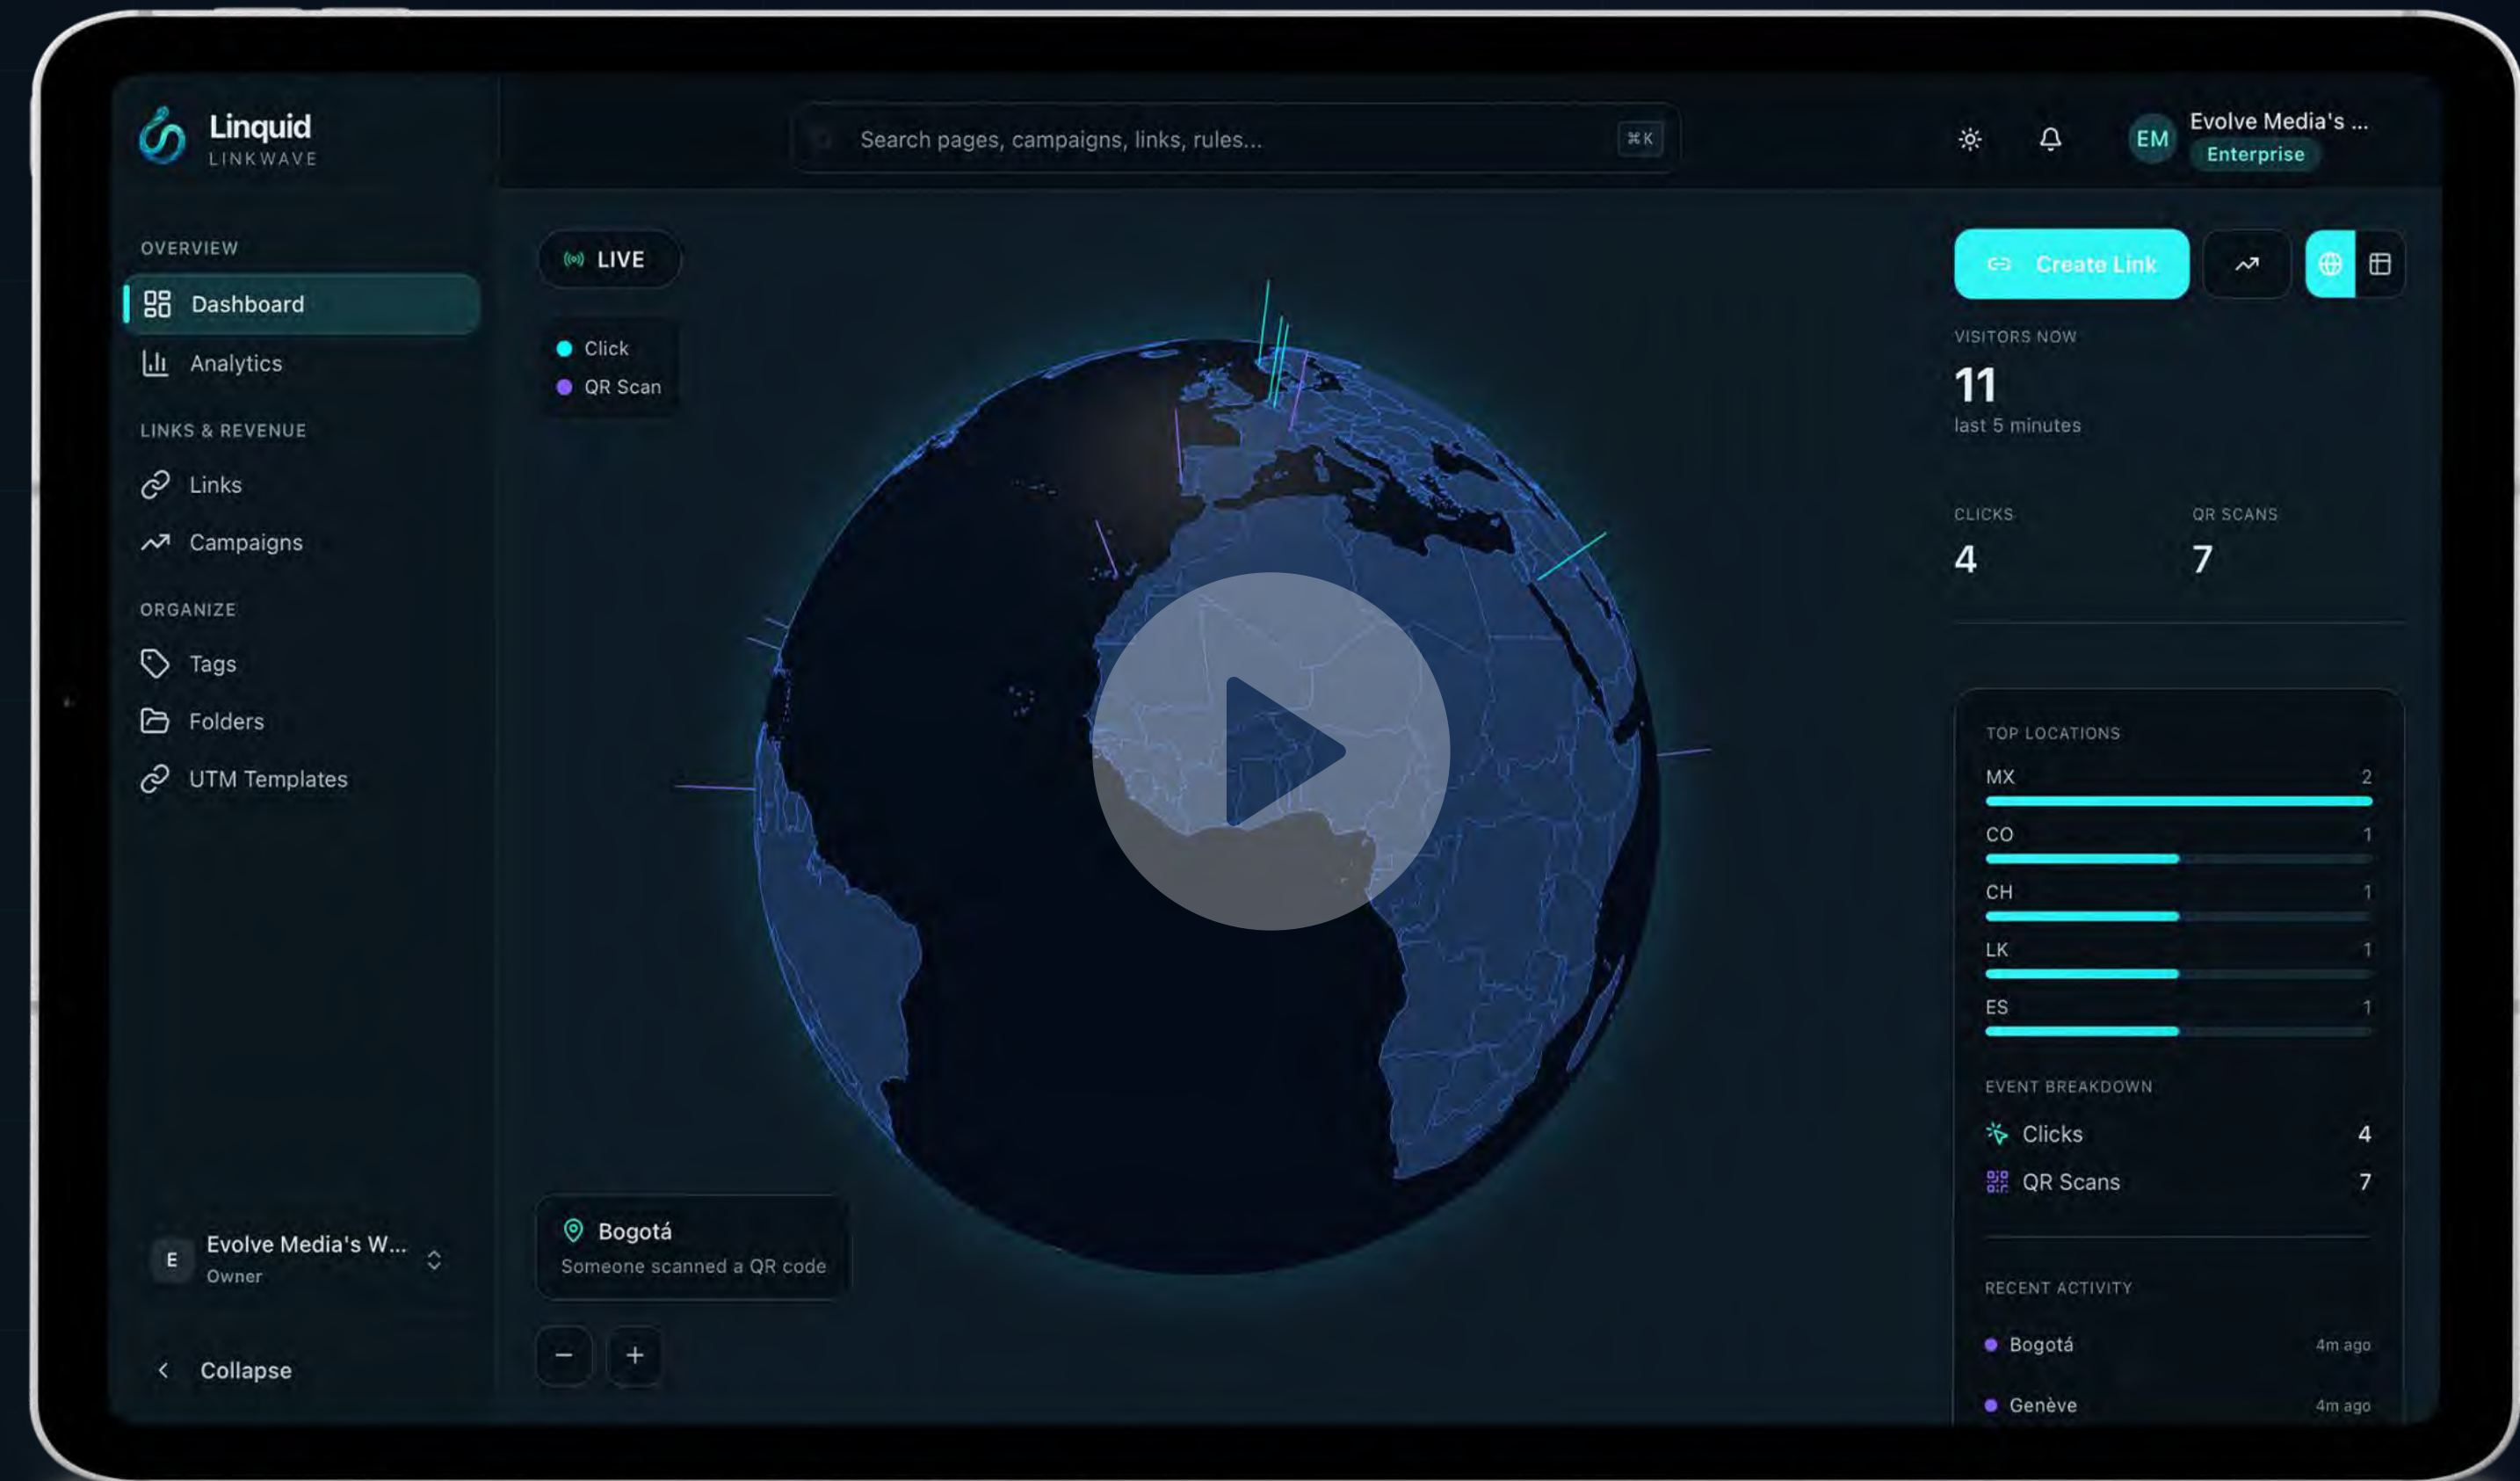 Linquid
LINKWAVE
Search pages, campaigns, links, rules...
⌘K
EM
Evolve Media's ...
Enterprise
OVERVIEW
Dashboard
Analytics
LINKS & REVENUE
Links
Campaigns
ORGANIZE
Tags
Folders
UTM Templates
E
Evolve Media's W...
Owner
Collapse
LIVE
Click
QR Scan
Bogotá
Someone scanned a QR code
− +
Create Link
VISITORS NOW
11
last 5 minutes
CLICKS QR SCANS
4 7
TOP LOCATIONS
MX 2
CO 1
CH 1
LK 1
ES 1
EVENT BREAKDOWN
Clicks 4
QR Scans 7
RECENT ACTIVITY
Bogotá 4m ago
Genève 4m ago